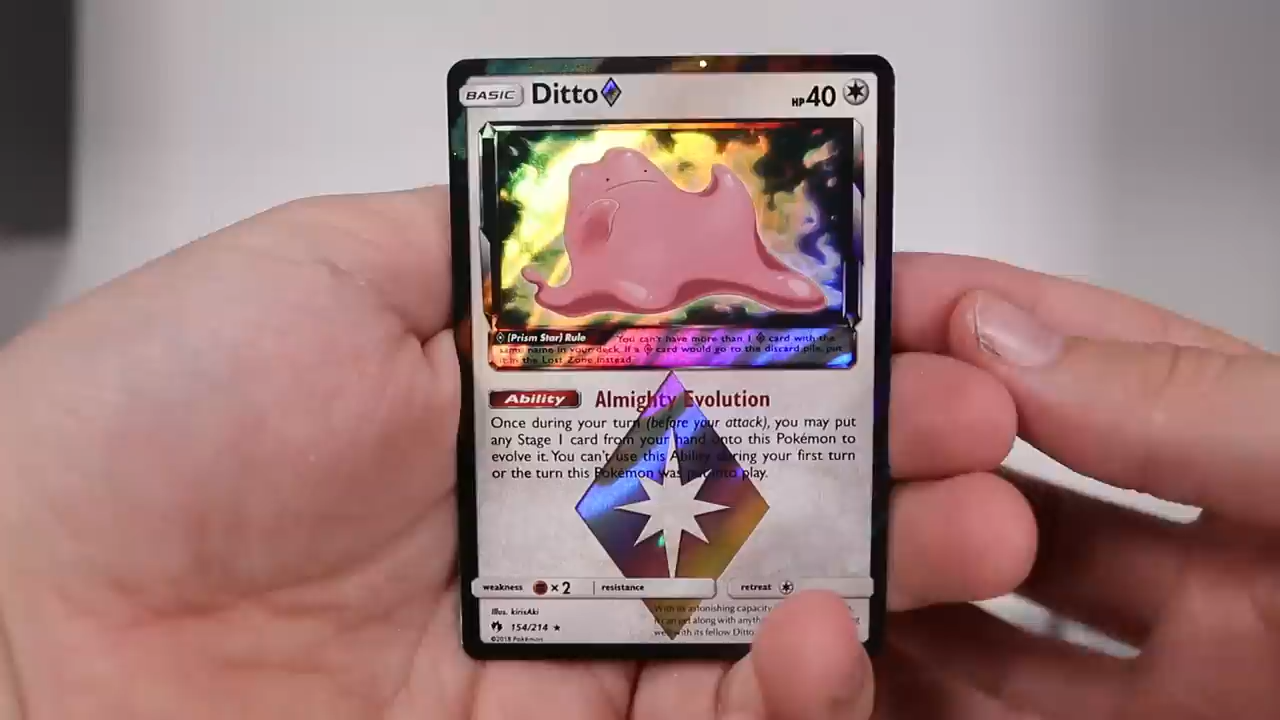 BASIC Ditto HP 40
(Prism Star) Rule You can't have more than 1 card with the
same name in your deck. If a card would go to the discard pile, put
it in the Lost Zone instead.
Ability Almighty Evolution
Once during your turn (before your attack), you may put
any Stage 1 card from your hand onto this Pokémon to
evolve it. You can't use this Ability during your first turn
or the turn this Pokémon was put into play.
weakness ×2 resistance retreat
Illus. kirisAki
154/214
©2018 Pokémon
With its astonishing capacity
it can get along with anyth
well with its fellow Ditto